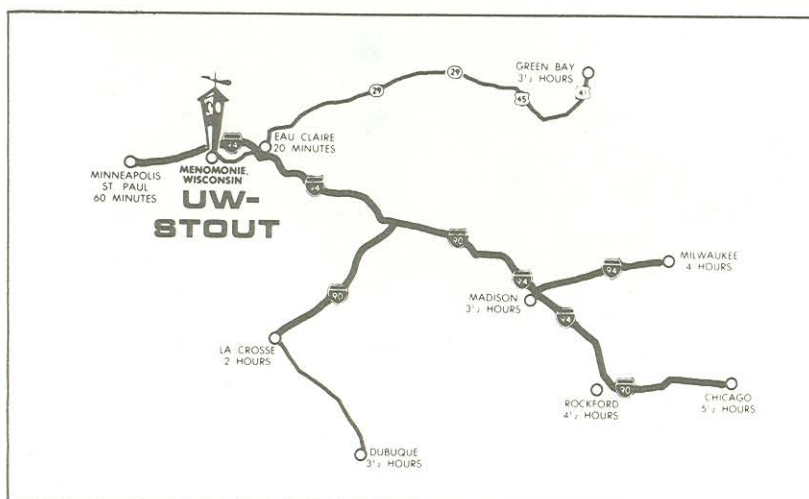 GREEN BAY
3½ HOURS
29
29
45
41
EAU CLAIRE
20 MINUTES
94
MINNEAPOLIS
ST PAUL
60 MINUTES
MENOMONIE,
WISCONSIN
UW-
STOUT
94
90
MILWAUKEE
4 HOURS
94
94
MADISON
3½ HOURS
90
94
LA CROSSE
2 HOURS
ROCKFORD
4½ HOURS
90
CHICAGO
5½ HOURS
DUBUQUE
3½ HOURS